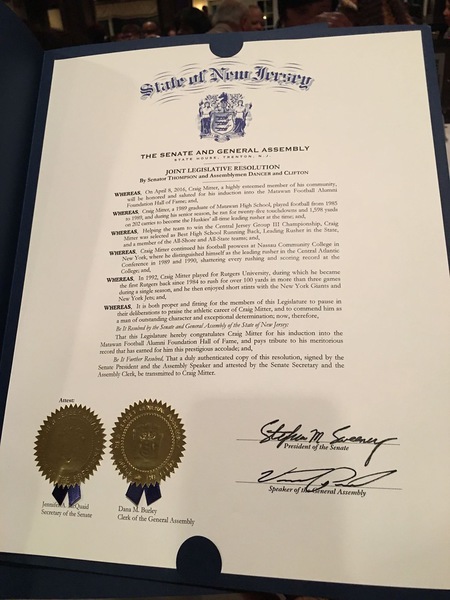 State of New Jersey
THE SENATE AND GENERAL ASSEMBLY
STATE HOUSE, TRENTON, N.J.
JOINT LEGISLATIVE RESOLUTION
By Senator THOMPSON and Assemblymen DANCER and CLIFTON
WHEREAS, On April 8, 2016, Craig Mitter, a highly esteemed member of his community,
will be honored and saluted for his induction into the Matawan Football Alumni
Foundation Hall of Fame; and,
WHEREAS, Craig Mitter, a 1989 graduate of Matawan High School, played football from 1985
to 1989, and during his senior season, he ran for twenty-five touchdowns and 1,598 yards
on 202 carries to become the Huskies' all-time leading rusher at the time; and,
WHEREAS, Helping the team to win the Central Jersey Group III Championship, Craig
Mitter was selected as Best High School Running Back, Leading Rusher in the State,
and a member of the All-Shore and All-State teams; and,
WHEREAS, Craig Mitter continued his football prowess at Nassau Community College in
New York, where he distinguished himself as the leading rusher in the Central Atlantic
Conference in 1989 and 1990, shattering every rushing and scoring record at the
College; and,
WHEREAS, In 1992, Craig Mitter played for Rutgers University, during which he became
the first Rutgers back since 1984 to rush for over 100 yards in more than three games
during a single season, and he then enjoyed short stints with the New York Giants and
New York Jets; and,
WHEREAS, It is both proper and fitting for the members of this Legislature to pause in
their deliberations to praise the athletic career of Craig Mitter, and to commend him as
a man of outstanding character and exceptional determination; now, therefore,
Be It Resolved by the Senate and General Assembly of the State of New Jersey:
That this Legislature hereby congratulates Craig Mitter for his induction into the
Matawan Football Alumni Foundation Hall of Fame, and pays tribute to his meritorious
record that has earned for him this prestigious accolade; and,
Be It Further Resolved, That a duly authenticated copy of this resolution, signed by the
Senate President and the Assembly Speaker and attested by the Senate Secretary and the
Assembly Clerk, be transmitted to Craig Mitter.
Attest:
Stephen M. Sweeney
President of the Senate
Speaker of the General Assembly
Jennifer A.
Secretary of the Senate
Dana M. Burley
Clerk of the General Assembly